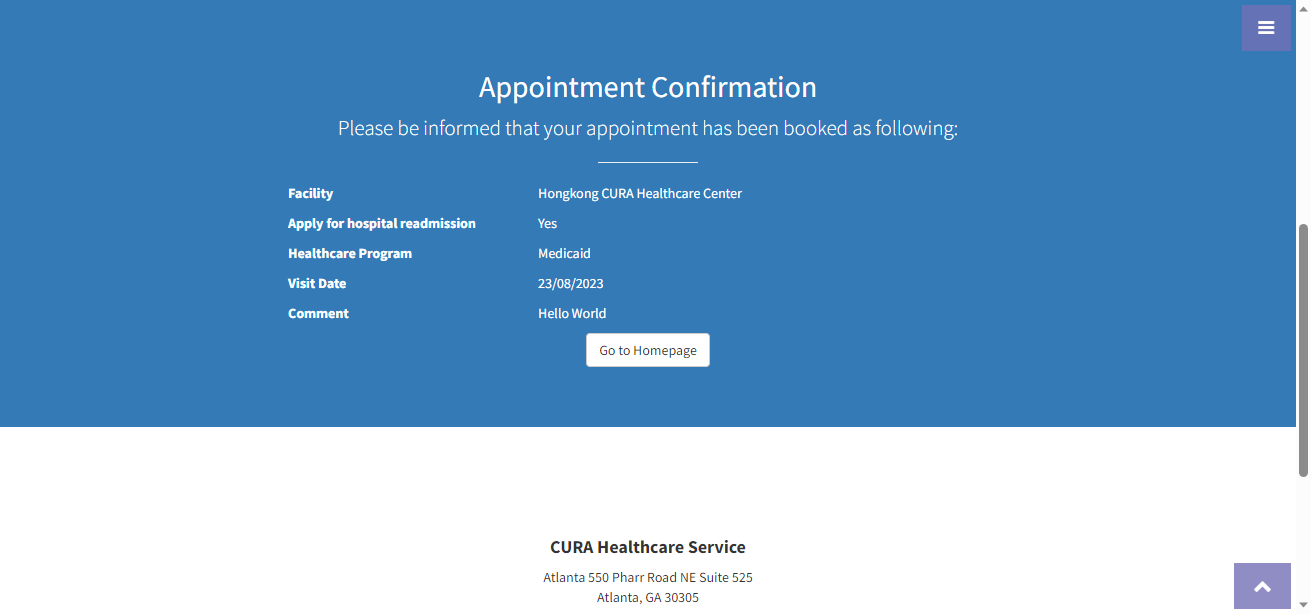 Appointment Confirmation
Please be informed that your appointment has been booked as following:
Facility Hongkong CURA Healthcare Center
Apply for hospital readmission Yes
Healthcare Program Medicaid
Visit Date 23/08/2023
Comment Hello World
Go to Homepage
CURA Healthcare Service
Atlanta 550 Pharr Road NE Suite 525
Atlanta, GA 30305